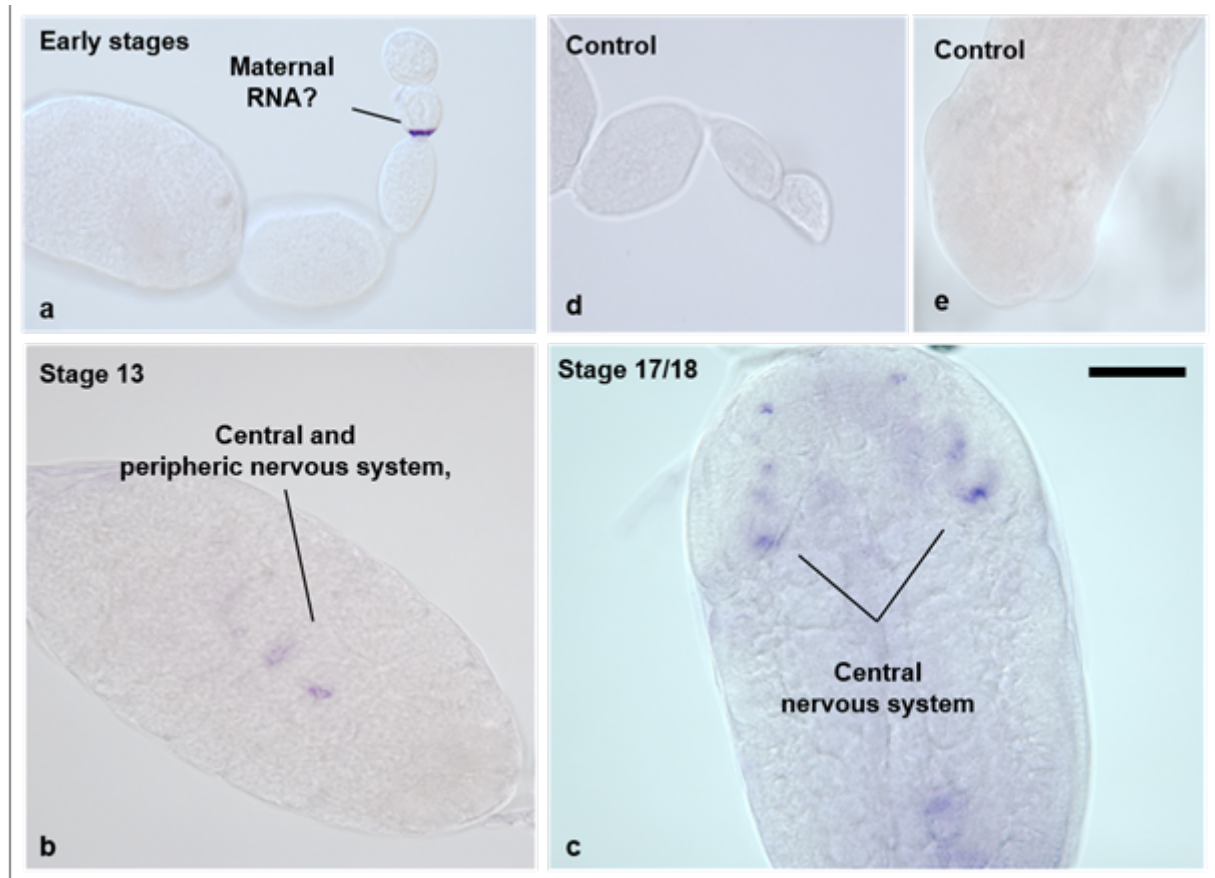 Early stages
Maternal
RNA?
a
Control
d
Control
e
Stage 13
Central and
peripheric nervous system,
b
Stage 17/18
Central
nervous system
c